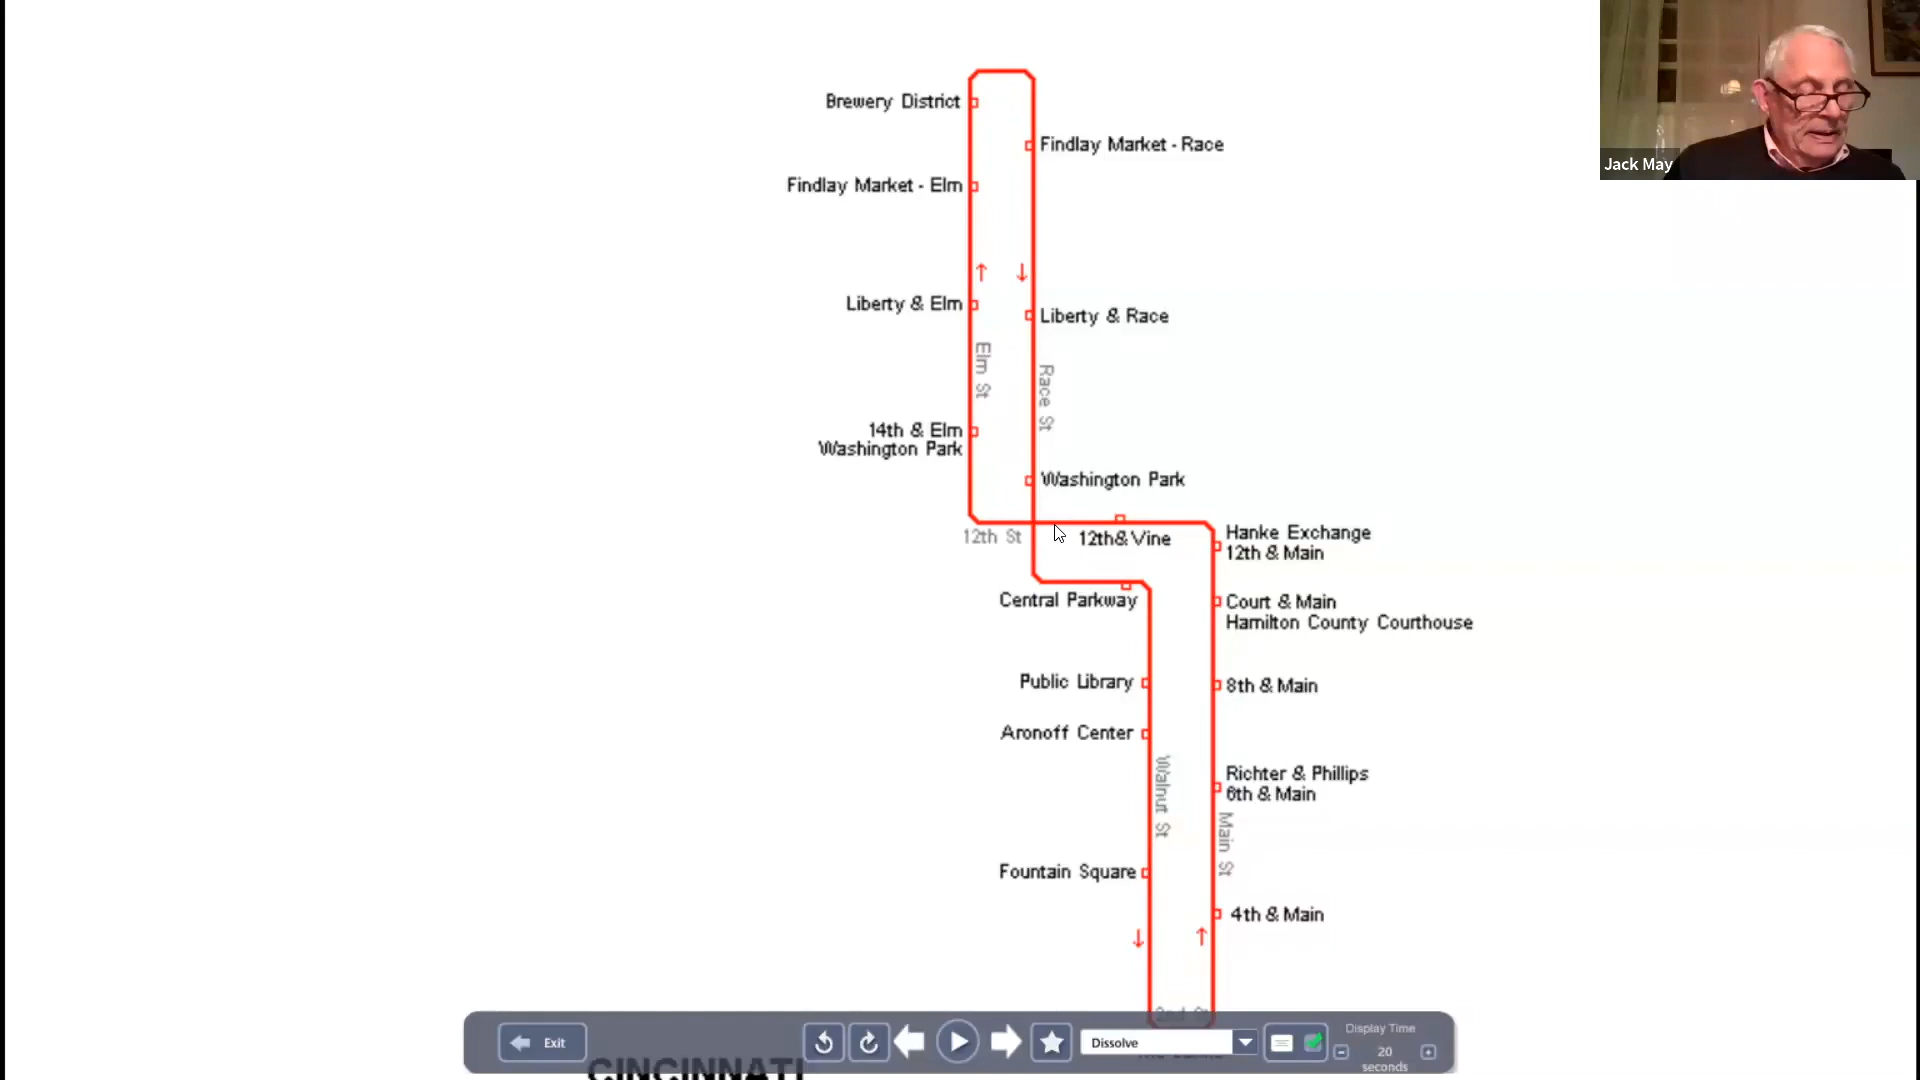 Brewery District
Findlay Market - Race
Jack May
Findlay Market - Elm
Liberty & Elm
Liberty & Race
Elm St
Race St
14th & Elm
Washington Park
Washington Park
12th St
12th & Vine
Hanke Exchange
12th & Main
Central Parkway
Court & Main
Hamilton County Courthouse
Public Library
8th & Main
Aronoff Center
Walnut St
Richter & Phillips
6th & Main
Main St
Fountain Square
4th & Main
2nd St
Exit
Dissolve
Display Time
20
seconds
CINCINNATI